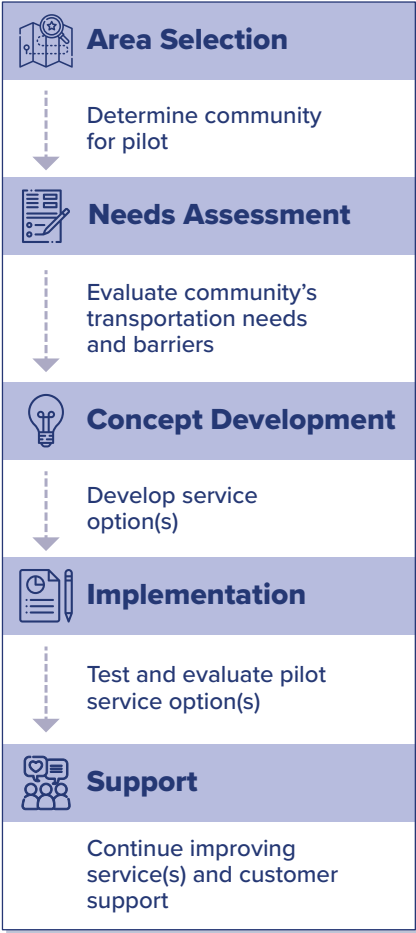 Area Selection
Determine community
for pilot
Needs Assessment
Evaluate community’s
transportation needs
and barriers
Concept Development
Develop service
option(s)
Implementation
Test and evaluate pilot
service option(s)
Support
Continue improving
service(s) and customer
support